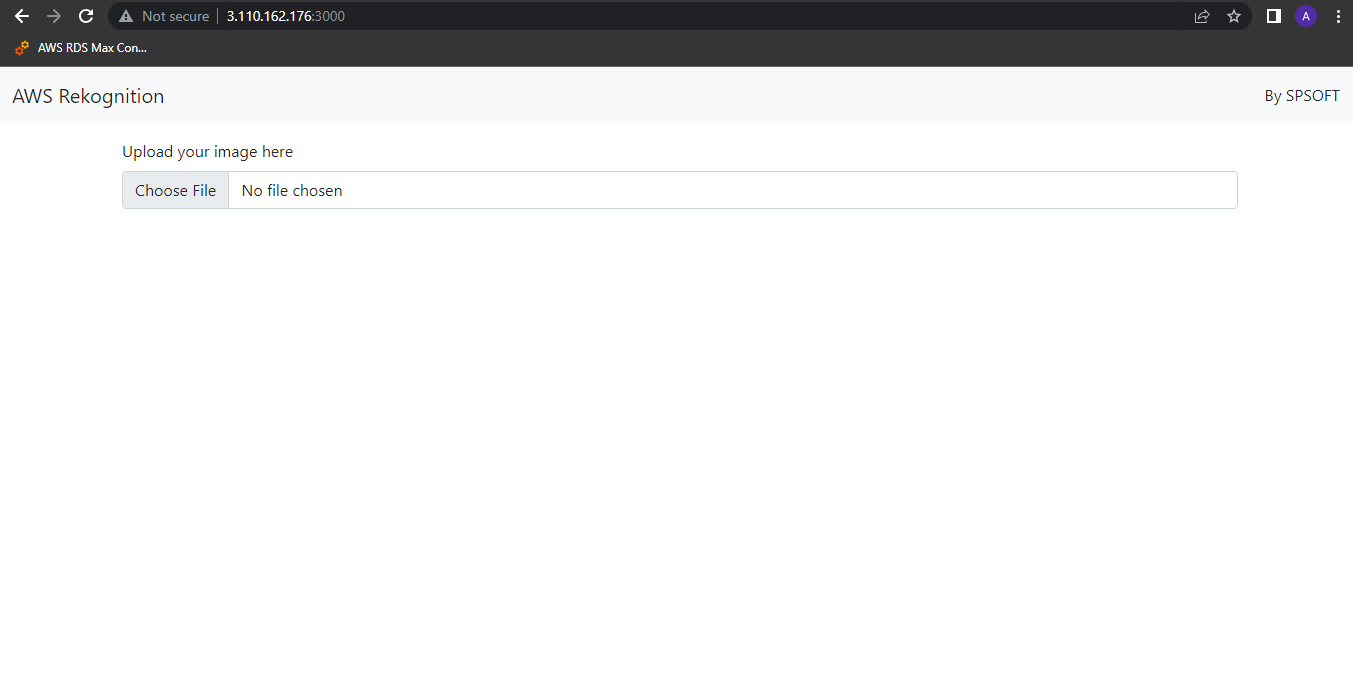 Not secure 3.110.162.176:3000
A
AWS RDS Max Con...
AWS Rekognition
By SPSOFT
Upload your image here
Choose File No file chosen